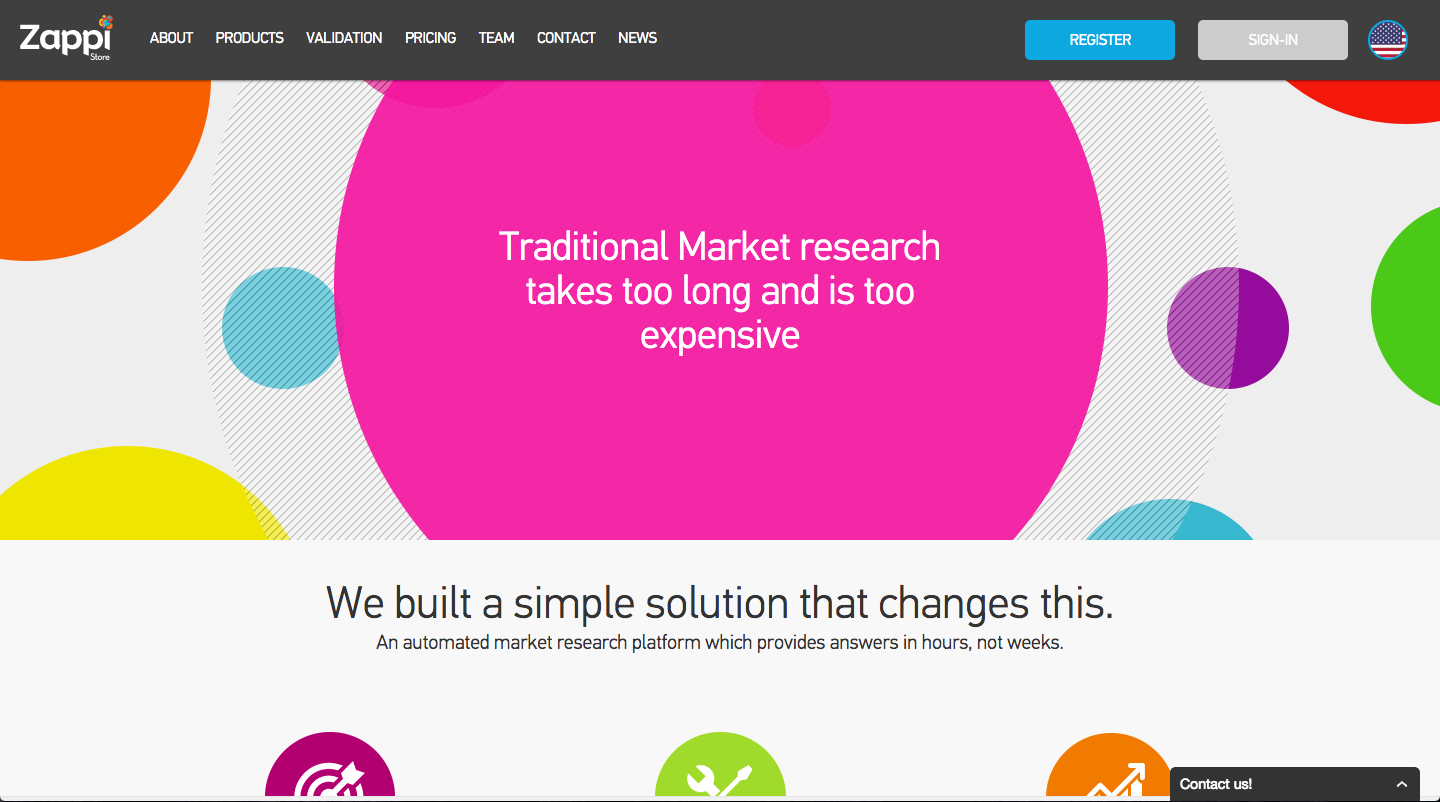 Zappi
Store
ABOUT PRODUCTS VALIDATION PRICING TEAM CONTACT NEWS
REGISTER
SIGN-IN
Traditional Market research
takes too long and is too
expensive
We built a simple solution that changes this.
An automated market research platform which provides answers in hours, not weeks.
Contact us!